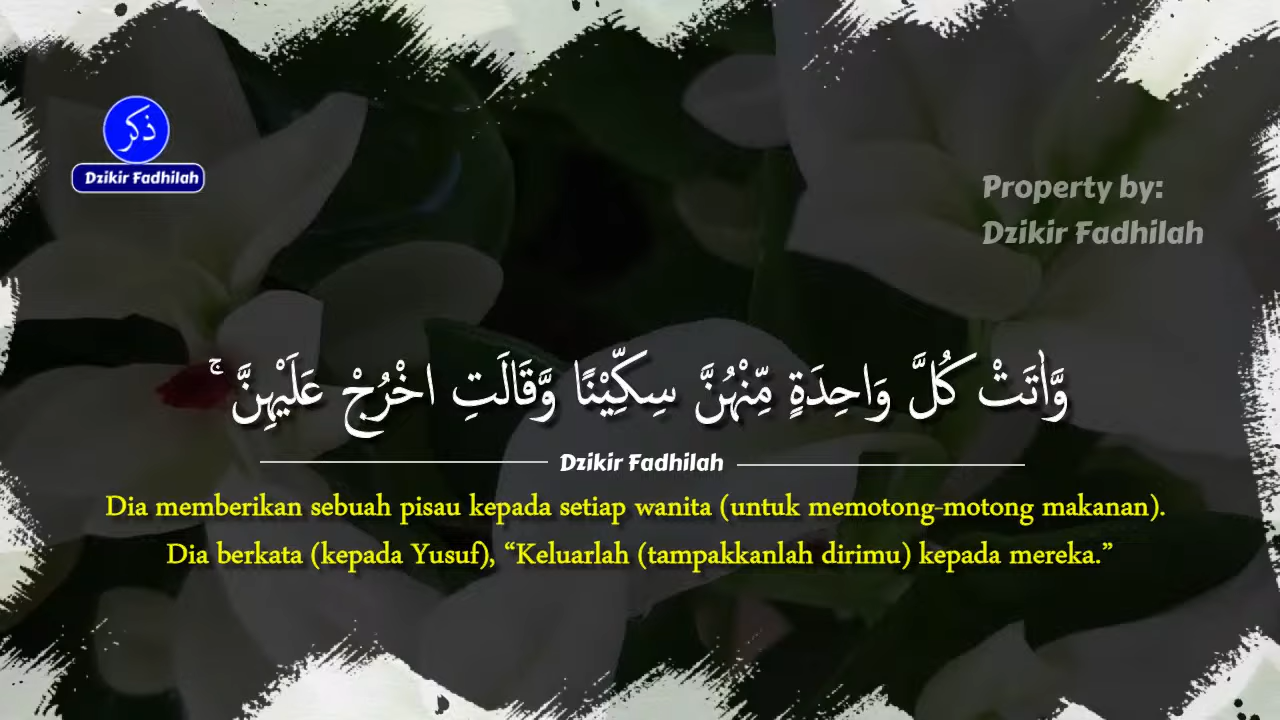 ذكر
Dzikir Fadhilah
Property by:
Dzikir Fadhilah
وَّاٰتَتْ كُلَّ وَاحِدَةٍ مِّنْهُنَّ سِكِّيْنًا وَّقَالَتِ اخْرُجْ عَلَيْهِنَّ ۚ
Dzikir Fadhilah
Dia memberikan sebuah pisau kepada setiap wanita (untuk memotong-motong makanan).
Dia berkata (kepada Yusuf), “Keluarlah (tampakkanlah dirimu) kepada mereka.”